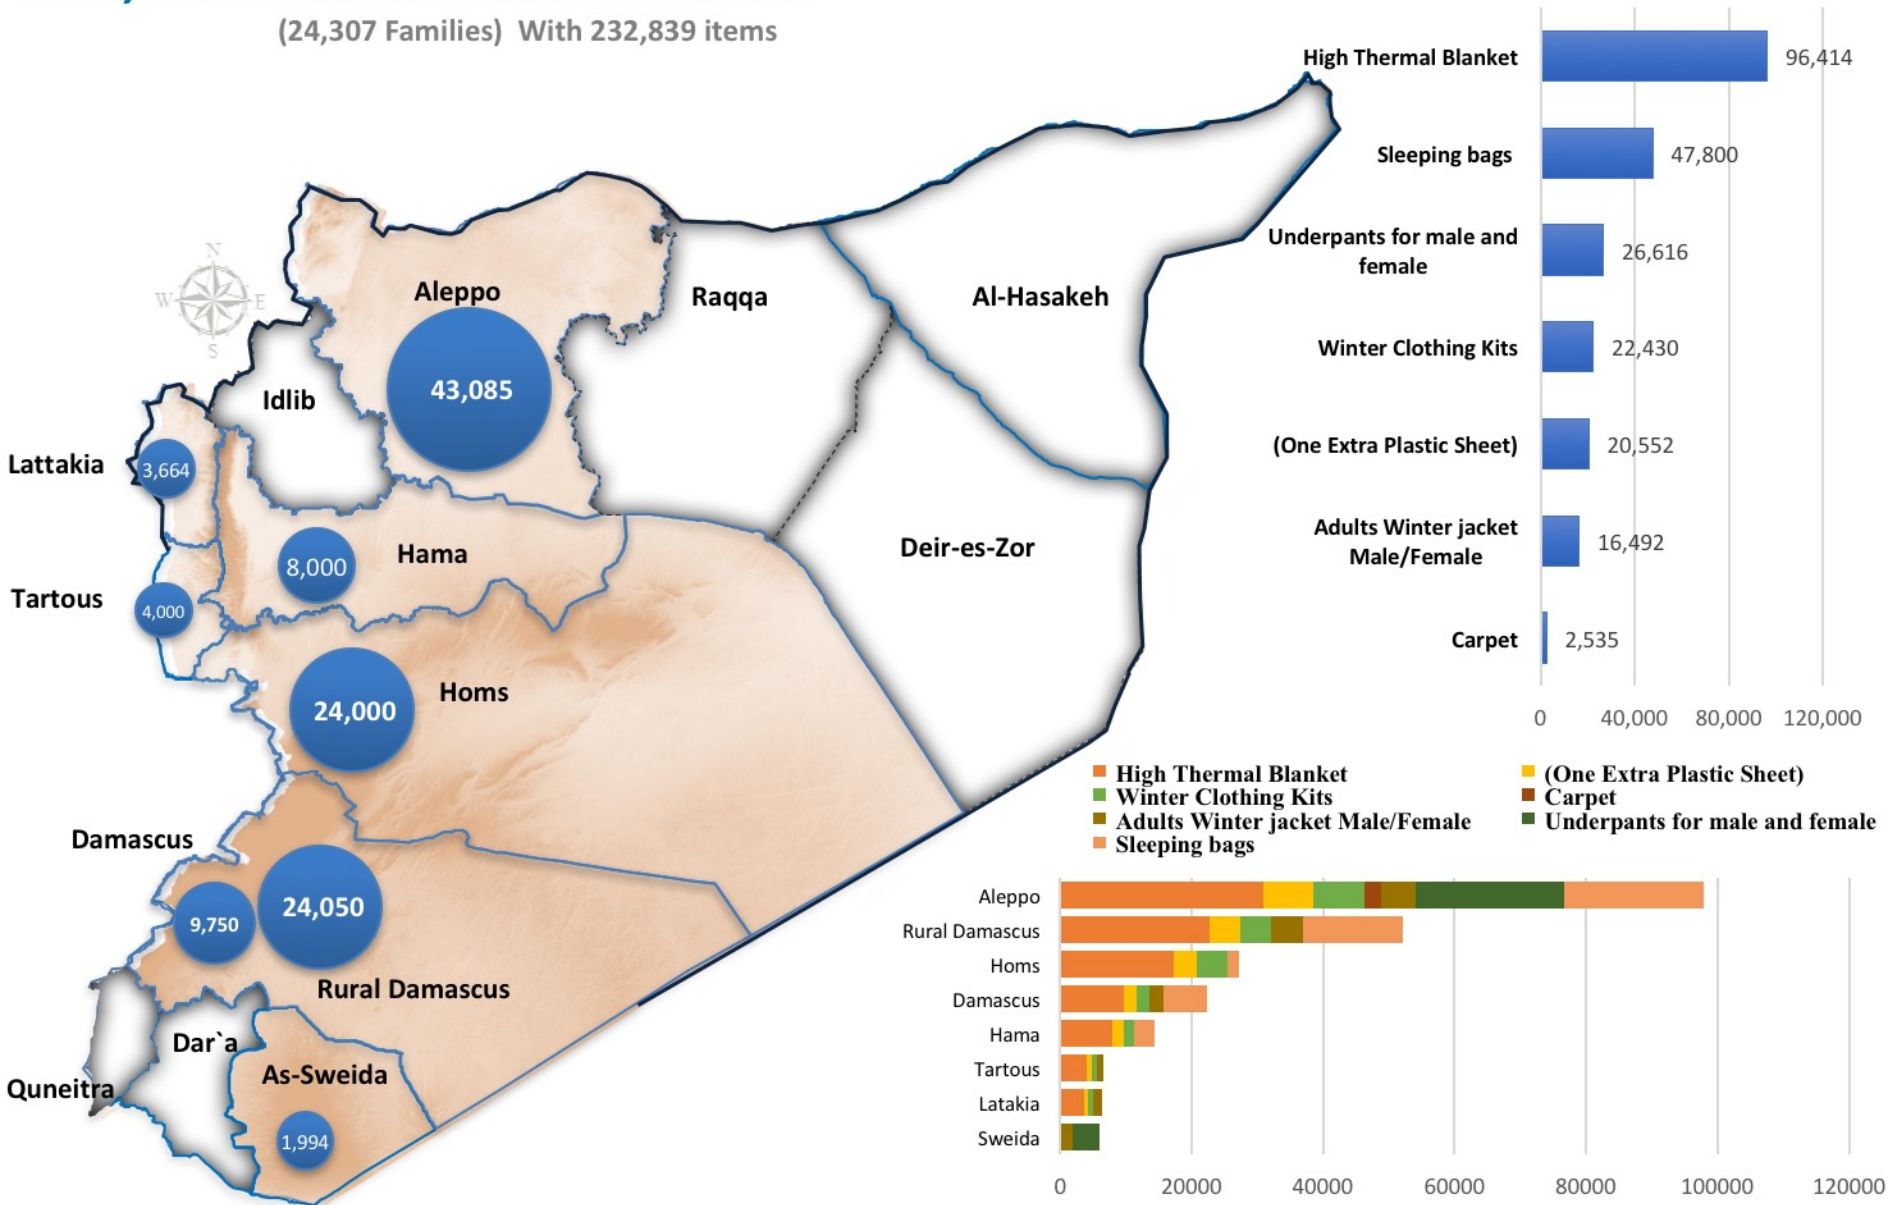 (24,307 Families) With 232,839 items
N
W
E
S
Aleppo
43,085
Raqqa
Al-Hasakeh
Idlib
Lattakia
3,664
Hama
8,000
Deir-es-Zor
Tartous
4,000
Homs
24,000
Damascus
9,750
24,050
Rural Damascus
Dar`a
As-Sweida
Quneitra
1,994
High Thermal Blanket
96,414
Sleeping bags
47,800
Underpants for male and
female
26,616
Winter Clothing Kits
22,430
(One Extra Plastic Sheet)
20,552
Adults Winter jacket
Male/Female
16,492
Carpet
2,535
0 40,000 80,000 120,000
High Thermal Blanket
(One Extra Plastic Sheet)
Winter Clothing Kits
Carpet
Adults Winter jacket Male/Female
Underpants for male and female
Sleeping bags
Aleppo
Rural Damascus
Homs
Damascus
Hama
Tartous
Latakia
Sweida
0 20000 40000 60000 80000 100000 120000